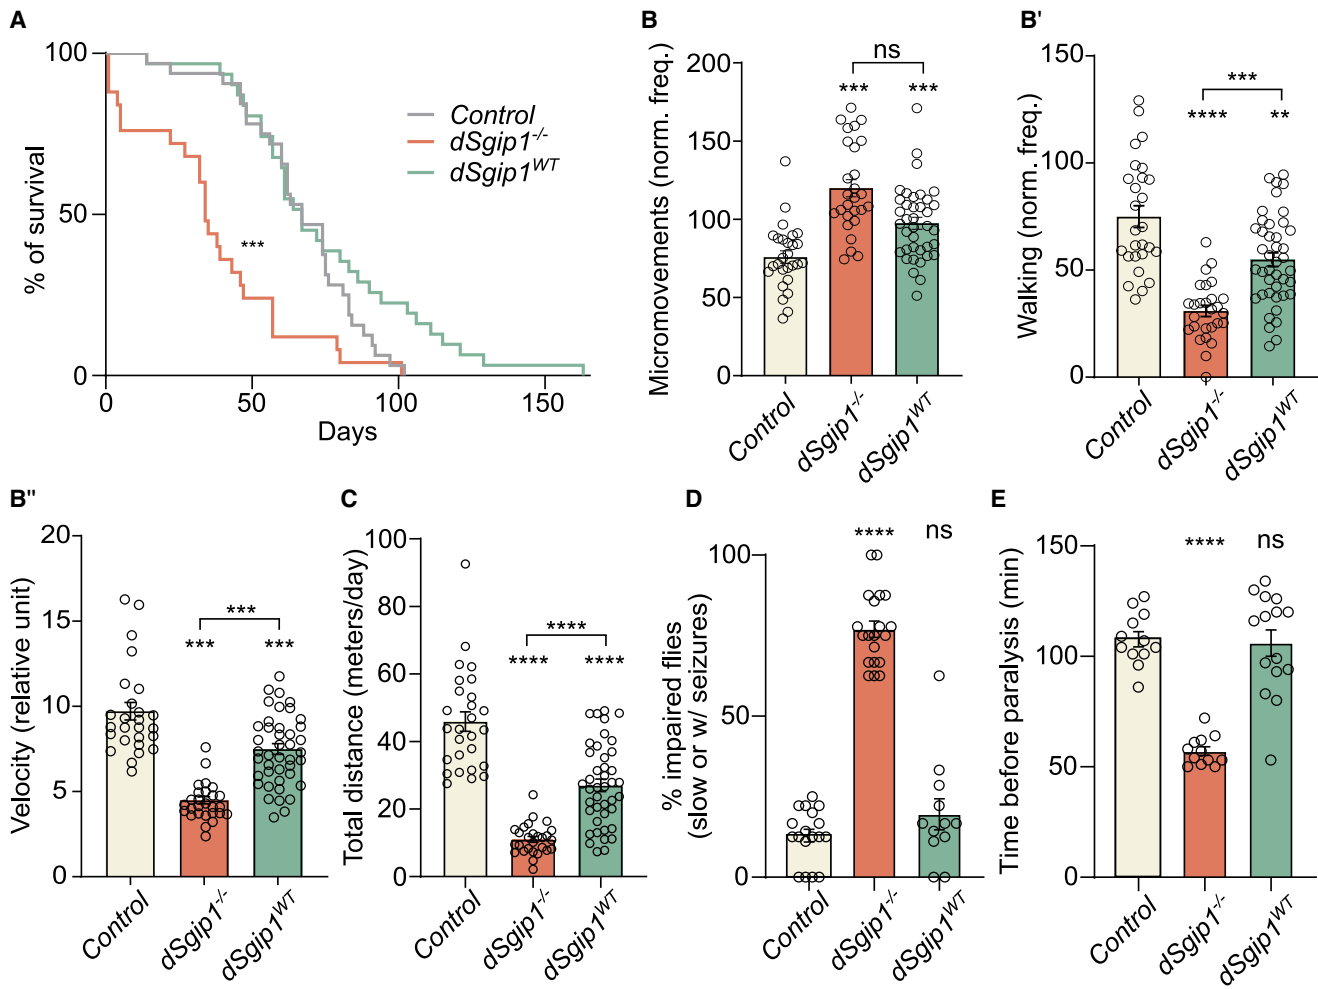 A
% of survival
100
50
0
0
50
100
150
Days
Control
dSgip1-/-
dSgip1WT
***
B
Micromovements (norm. freq.)
200
150
100
50
0
ns
***
***
Control
dSgip1-/-
dSgip1WT
B'
Walking (norm. freq.)
150
100
50
0
***
****
**
Control
dSgip1-/-
dSgip1WT
B"
Velocity (relative unit)
20
15
10
5
0
***
***
***
Control
dSgip1-/-
dSgip1WT
C
Total distance (meters/day)
100
80
60
40
20
0
****
****
****
Control
dSgip1-/-
dSgip1WT
D
% impaired flies
(slow or w/ seizures)
100
50
0
****
ns
Control
dSgip1-/-
dSgip1WT
E
Time before paralysis (min)
150
100
50
0
****
ns
Control
dSgip1-/-
dSgip1WT